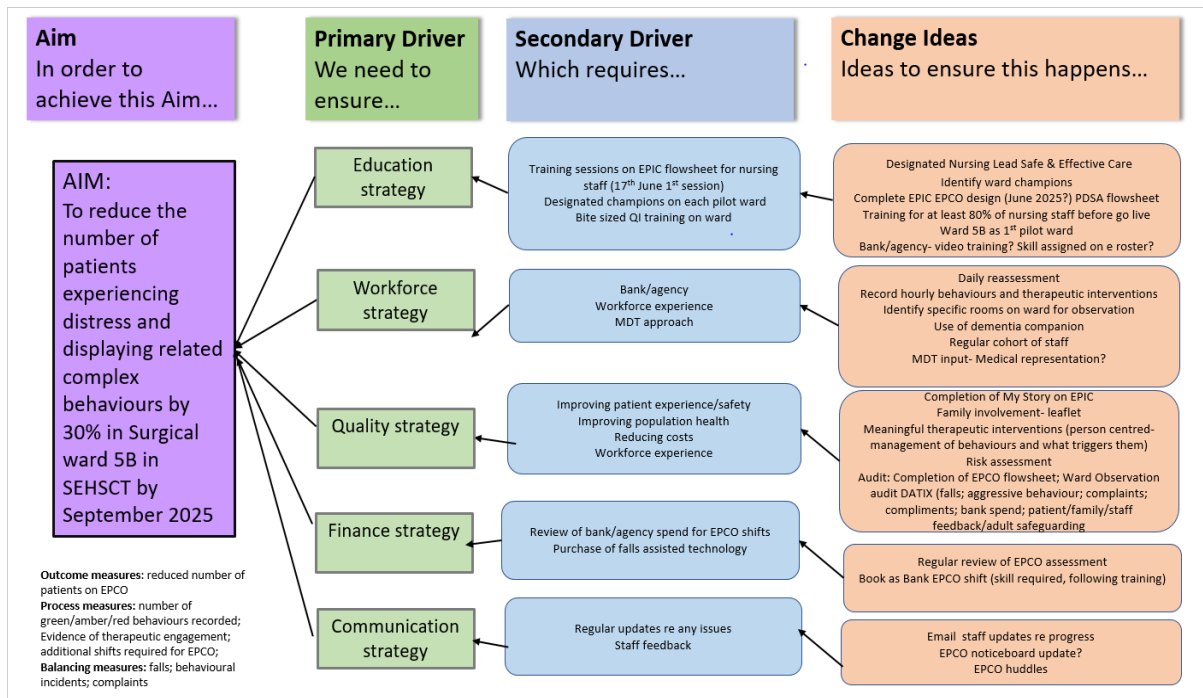 Aim
In order to
achieve this Aim…
Primary Driver
We need to
ensure…
Secondary Driver
Which requires…
Change Ideas
Ideas to ensure this happens…
AIM:
To reduce the
number of
patients
experiencing
distress and
displaying related
complex
behaviours by
30% in Surgical
ward 5B in
SEHSCT by
September 2025
Outcome measures: reduced number of
patients on EPCO
Process measures: number of
green/amber/red behaviours recorded;
Evidence of therapeutic engagement;
additional shifts required for EPCO;
Balancing measures: falls; behavioural
incidents; complaints
Education
strategy
Training sessions on EPIC flowsheet for nursing
staff (17th June 1st session)
Designated champions on each pilot ward
Bite sized QI training on ward
Designated Nursing Lead Safe & Effective Care
Identify ward champions
Complete EPIC EPCO design (June 2025?) PDSA flowsheet
Training for at least 80% of nursing staff before go live
Ward 5B as 1st pilot ward
Bank/agency- video training? Skill assigned on e roster?
Workforce
strategy
Bank/agency
Workforce experience
MDT approach
Daily reassessment
Record hourly behaviours and therapeutic interventions
Identify specific rooms on ward for observation
Use of dementia companion
Regular cohort of staff
MDT input- Medical representation?
Quality strategy
Improving patient experience/safety
Improving population health
Reducing costs
Workforce experience
Completion of My Story on EPIC
Family involvement- leaflet
Meaningful therapeutic interventions (person centred-
management of behaviours and what triggers them)
Risk assessment
Audit: Completion of EPCO flowsheet; Ward Observation
audit DATIX (falls; aggressive behaviour; complaints;
compliments; bank spend; patient/family/staff
feedback/adult safeguarding
Finance strategy
Review of bank/agency spend for EPCO shifts
Purchase of falls assisted technology
Regular review of EPCO assessment
Book as Bank EPCO shift (skill required, following training)
Communication
strategy
Regular updates re any issues
Staff feedback
Email staff updates re progress
EPCO noticeboard update?
EPCO huddles